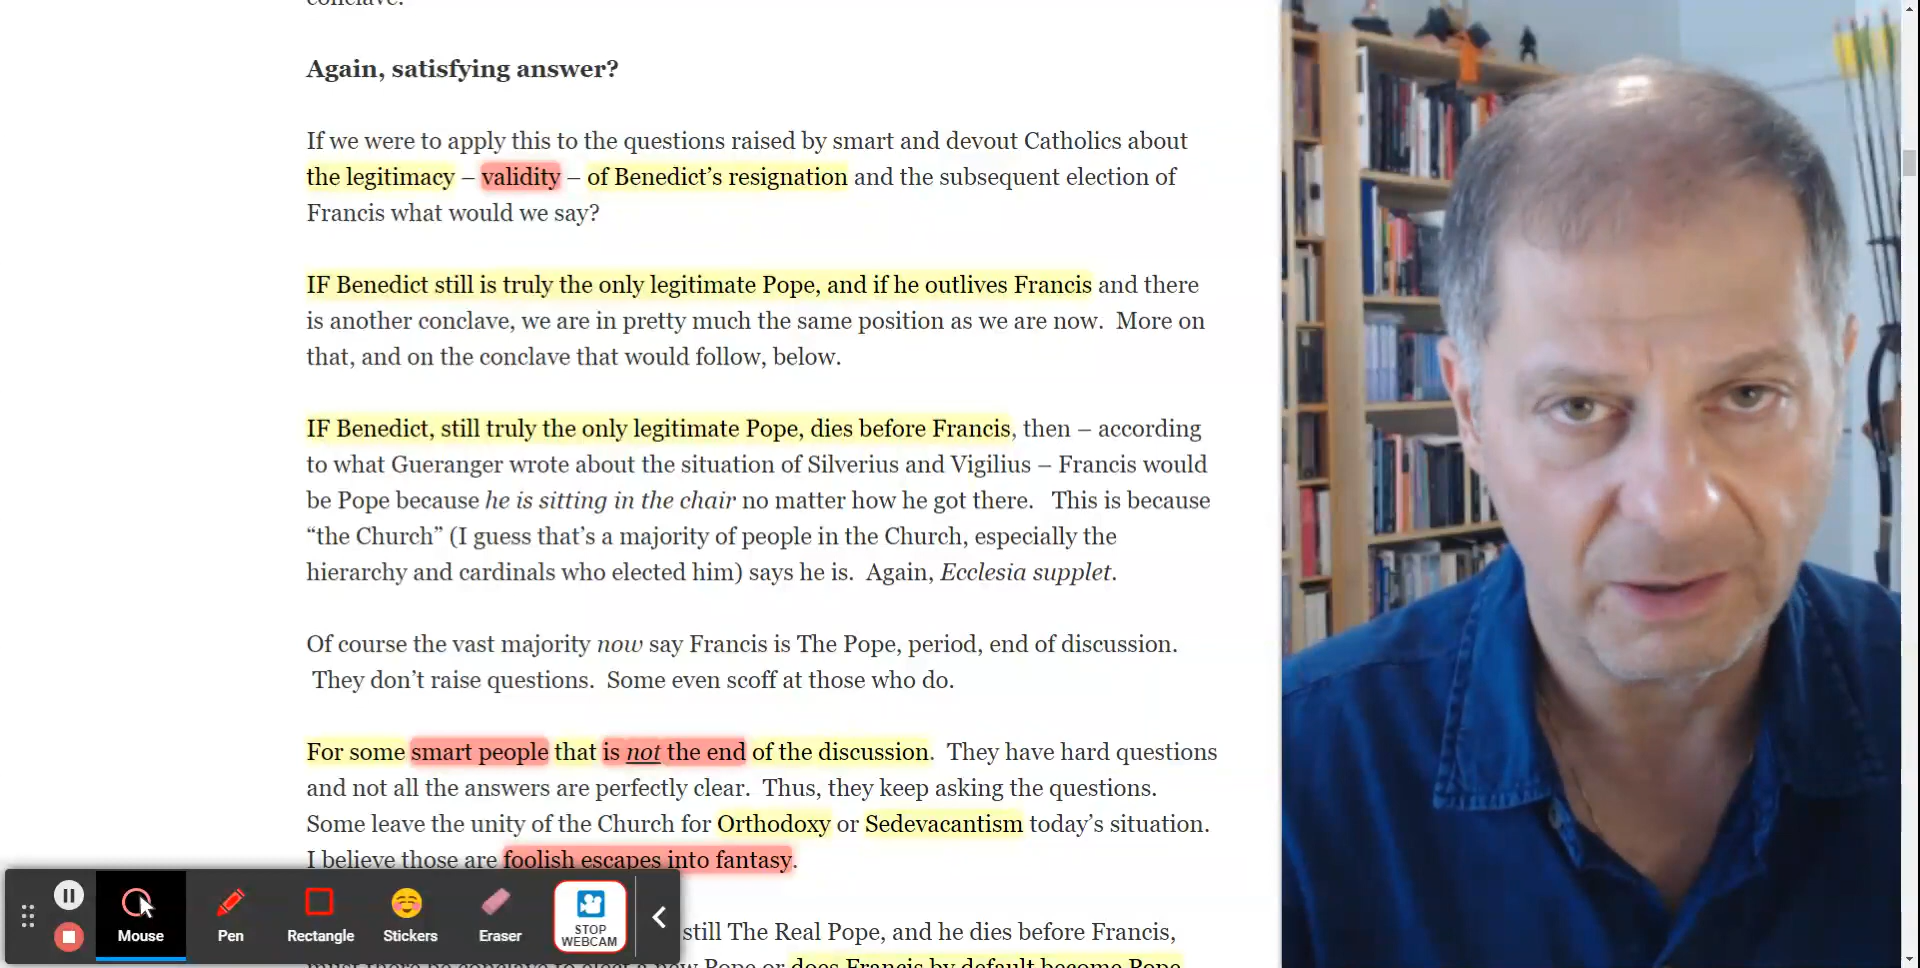 conclave.
Again, satisfying answer?
If we were to apply this to the questions raised by smart and devout Catholics about
the legitimacy – validity – of Benedict’s resignation and the subsequent election of
Francis what would we say?
IF Benedict still is truly the only legitimate Pope, and if he outlives Francis and there
is another conclave, we are in pretty much the same position as we are now.  More on
that, and on the conclave that would follow, below.
IF Benedict, still truly the only legitimate Pope, dies before Francis, then – according
to what Gueranger wrote about the situation of Silverius and Vigilius – Francis would
be Pope because he is sitting in the chair no matter how he got there.   This is because
“the Church” (I guess that’s a majority of people in the Church, especially the
hierarchy and cardinals who elected him) says he is.  Again, Ecclesia supplet.
Of course the vast majority now say Francis is The Pope, period, end of discussion.
They don’t raise questions.  Some even scoff at those who do.
For some smart people that is not the end of the discussion.  They have hard questions
and not all the answers are perfectly clear.  Thus, they keep asking the questions.
Some leave the unity of the Church for Orthodoxy or Sedevacantism today’s situation.
I believe those are foolish escapes into fantasy.
still The Real Pope, and he dies before Francis,
new Pope or does Francis by default become Pope
Mouse
Pen
Rectangle
Stickers
Eraser
STOP
WEBCAM